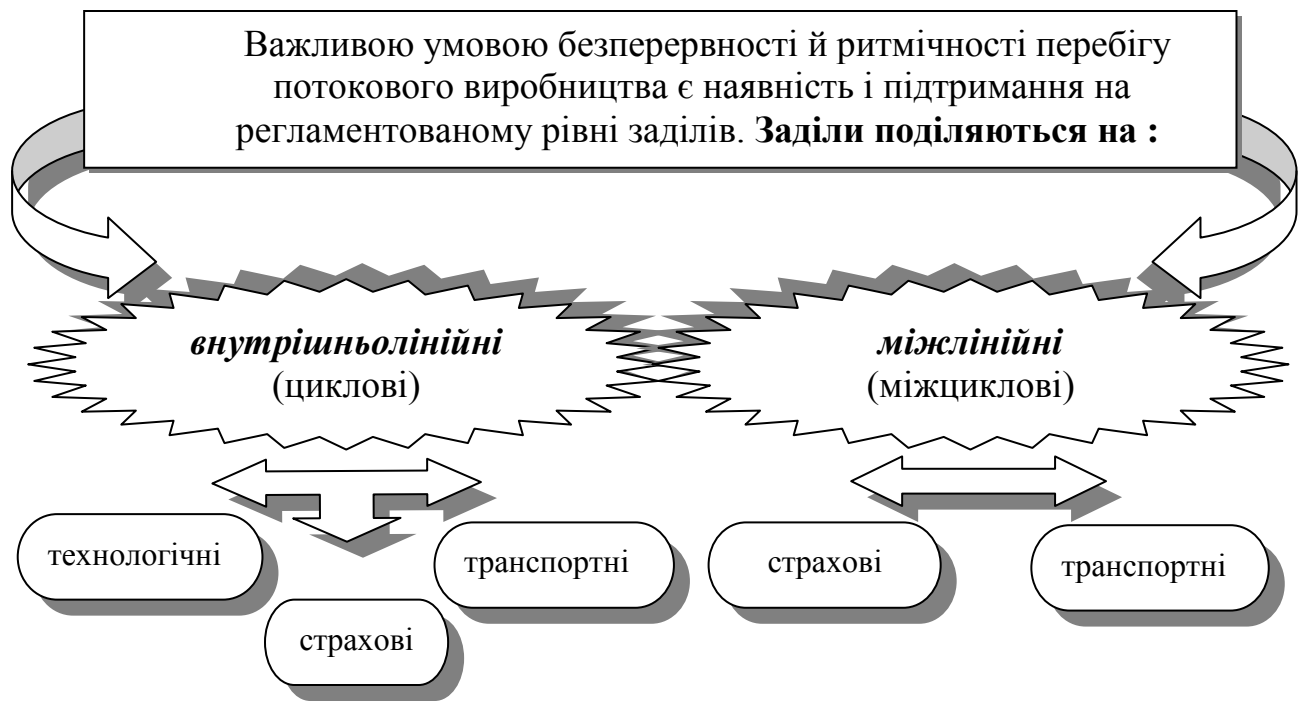 Важливою умовою безперервності й ритмічності перебігу
потокового виробництва є наявність і підтримання на
регламентованому рівні заділів. Заділи поділяються на :
внутрішньолінійні
(циклові)
міжлінійні
(міжциклові)
технологічні
страхові
транспортні
страхові
транспортні